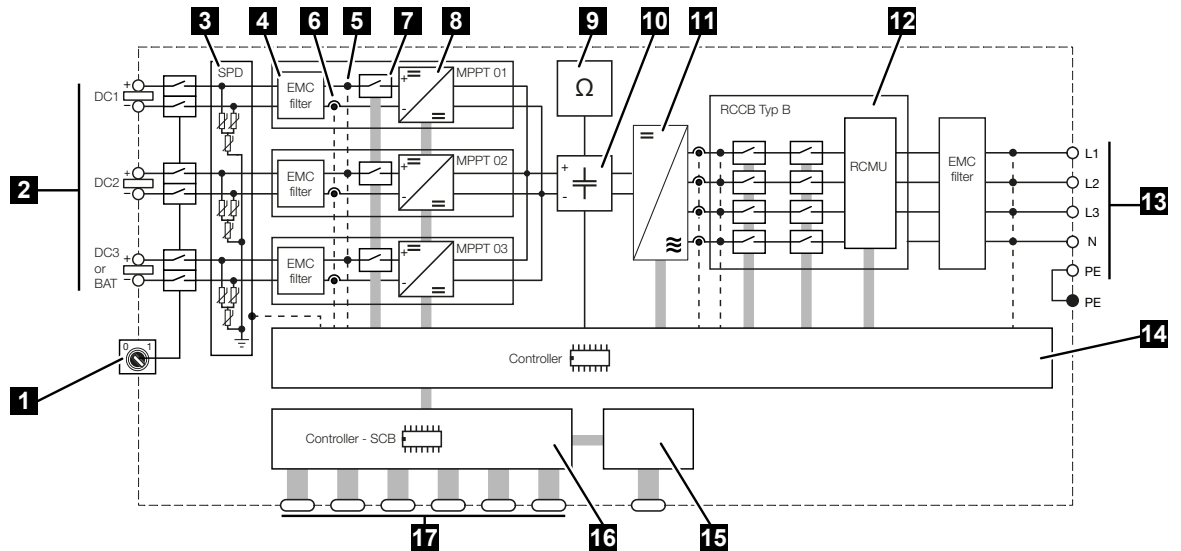 3
4
6
5
7
8
9
10
11
12
SPD
MPPT 01
+
DC1
−
EMC
filter
+
=
-
=
Ω
RCCB Typ B
RCMU
EMC
filter
L1
L2
L3
N
PE
PE
13
2
+
DC2
−
EMC
filter
MPPT 02
+
=
-
=
+
-
=
≈
DC3
or
BAT
+
−
EMC
filter
MPPT 03
+
=
-
=
0 1
1
Controller
14
Controller - SCB
17
16
15